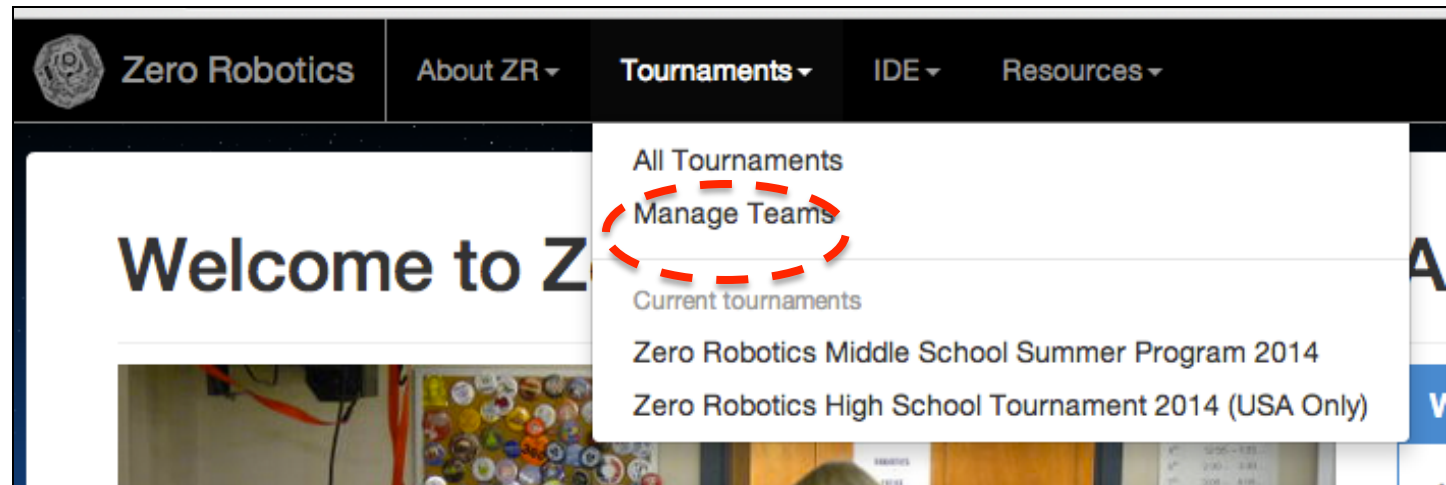 Zero Robotics About ZR Tournaments IDE Resources
All Tournaments
Manage Teams
Welcome to Z
A
Current tournaments
Zero Robotics Middle School Summer Program 2014
Zero Robotics High School Tournament 2014 (USA Only)